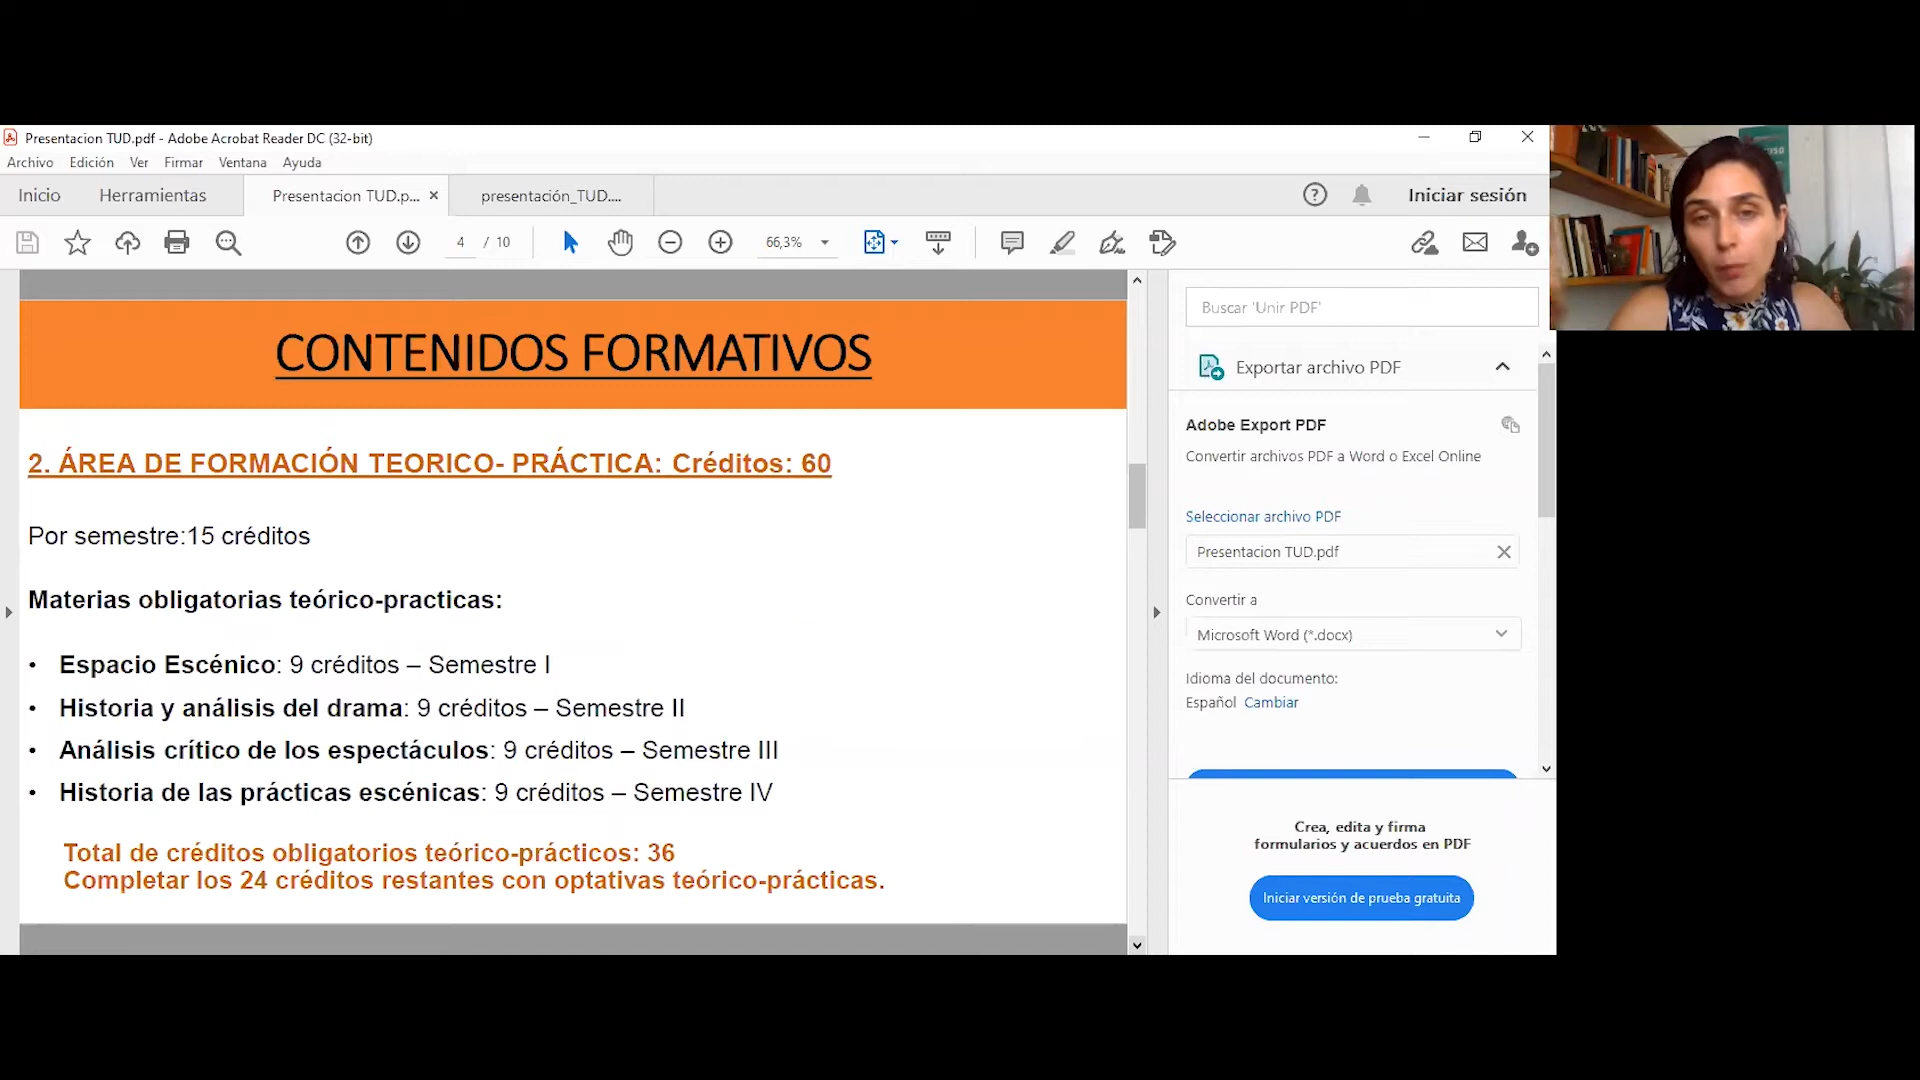 Presentacion TUD.pdf - Adobe Acrobat Reader DC (32-bit)
Archivo Edición Ver Firmar Ventana Ayuda
Inicio Herramientas Presentacion TUD.p... presentación_TUD.... Iniciar sesión
4 / 10 66,3%
CONTENIDOS FORMATIVOS
2. ÁREA DE FORMACIÓN TEORICO- PRÁCTICA: Créditos: 60
Por semestre:15 créditos
Materias obligatorias teórico-practicas:
• Espacio Escénico: 9 créditos – Semestre I
• Historia y análisis del drama: 9 créditos – Semestre II
• Análisis crítico de los espectáculos: 9 créditos – Semestre III
• Historia de las prácticas escénicas: 9 créditos – Semestre IV
Total de créditos obligatorios teórico-prácticos: 36
Completar los 24 créditos restantes con optativas teórico-prácticas.
Buscar 'Unir PDF'
Exportar archivo PDF
Adobe Export PDF
Convertir archivos PDF a Word o Excel Online
Seleccionar archivo PDF
Presentacion TUD.pdf
Convertir a
Microsoft Word (*.docx)
Idioma del documento:
Español Cambiar
Crea, edita y firma
formularios y acuerdos en PDF
Iniciar versión de prueba gratuita